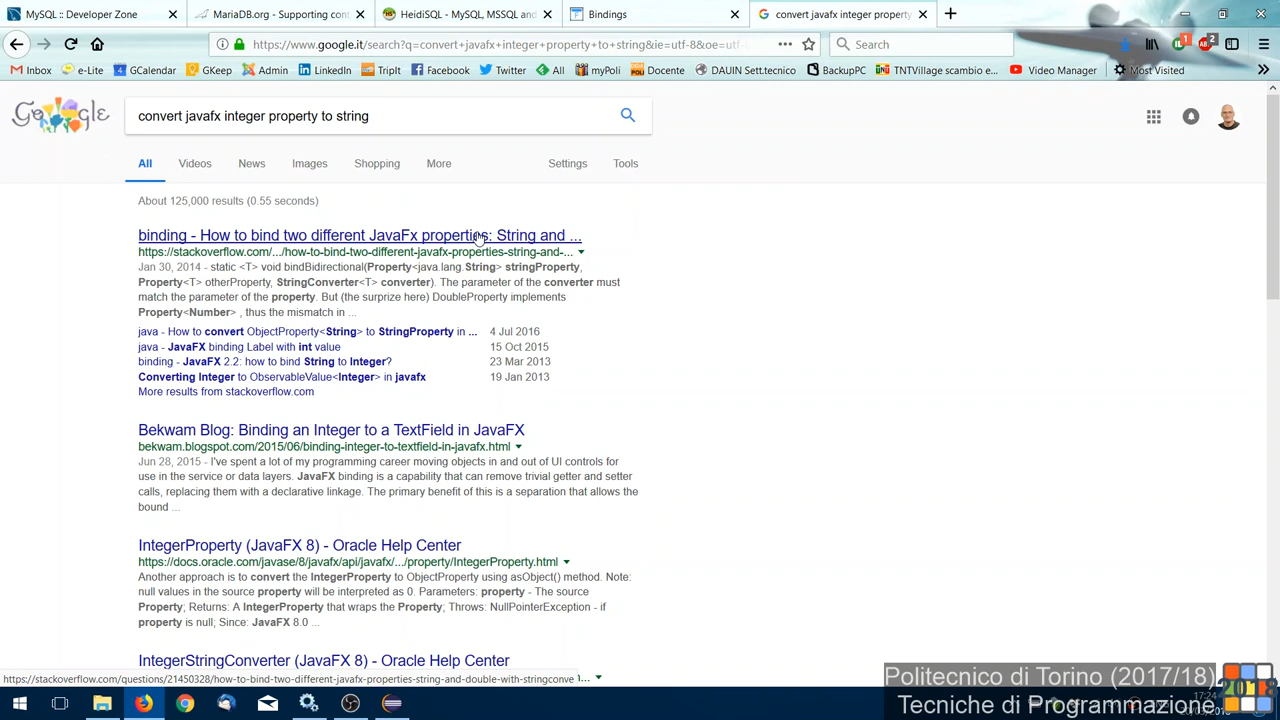 MySQL :: Developer Zone
MariaDB.org - Supporting cont
HeidiSQL - MySQL, MSSQL and
Bindings
convert javafx integer property
https://www.google.it/search?q=convert+javafx+integer+property+to+string&ie=utf-8&oe=utf-
Search
Inbox
e-Lite
GCalendar
GKeep
Admin
LinkedIn
TripIt
Facebook
Twitter
All
myPoli
Docente
DAUIN Sett.tecnico
BackupPC
TNTVillage scambio e...
Video Manager
Most Visited
Google
convert javafx integer property to string
All
Videos
News
Images
Shopping
More
Settings
Tools
About 125,000 results (0.55 seconds)
binding - How to bind two different JavaFx properties: String and ...
https://stackoverflow.com/.../how-to-bind-two-different-javafx-properties-string-and-...
Jan 30, 2014 - static <T> void bindBidirectional(Property<java.lang.String> stringProperty,
Property<T> otherProperty, StringConverter<T> converter). The parameter of the converter must
match the parameter of the property. But (the surprize here) DoubleProperty implements
Property<Number> , thus the mismatch in ...
java - How to convert ObjectProperty<String> to StringProperty in ... 4 Jul 2016
java - JavaFX binding Label with int value 15 Oct 2015
binding - JavaFX 2.2: how to bind String to Integer? 23 Mar 2013
Converting Integer to ObservableValue<Integer> in javafx 19 Jan 2013
More results from stackoverflow.com
Bekwam Blog: Binding an Integer to a TextField in JavaFX
bekwam.blogspot.com/2015/06/binding-integer-to-textfield-in-javafx.html
Jun 28, 2015 - I've spent a lot of my programming career moving objects in and out of UI controls for
use in the service or data layers. JavaFX binding is a capability that can remove trivial getter and setter
calls, replacing them with a declarative linkage. The primary benefit of this is a separation that allows the
bound ...
IntegerProperty (JavaFX 8) - Oracle Help Center
https://docs.oracle.com/javase/8/javafx/api/javafx/.../property/IntegerProperty.html
Another approach is to convert the IntegerProperty to ObjectProperty using asObject() method. Note:
null values in the source property will be interpreted as 0. Parameters: property - The source
Property; Returns: A IntegerProperty that wraps the Property; Throws: NullPointerException - if
property is null; Since: JavaFX 8.0 ...
IntegerStringConverter (JavaFX 8) - Oracle Help Center
https://stackoverflow.com/questions/21450328/how-to-bind-two-different-javafx-properties-string-and-double-with-stringconve
Politecnico di Torino (2017/18)
Tecniche di Programmazione
2018
17:24